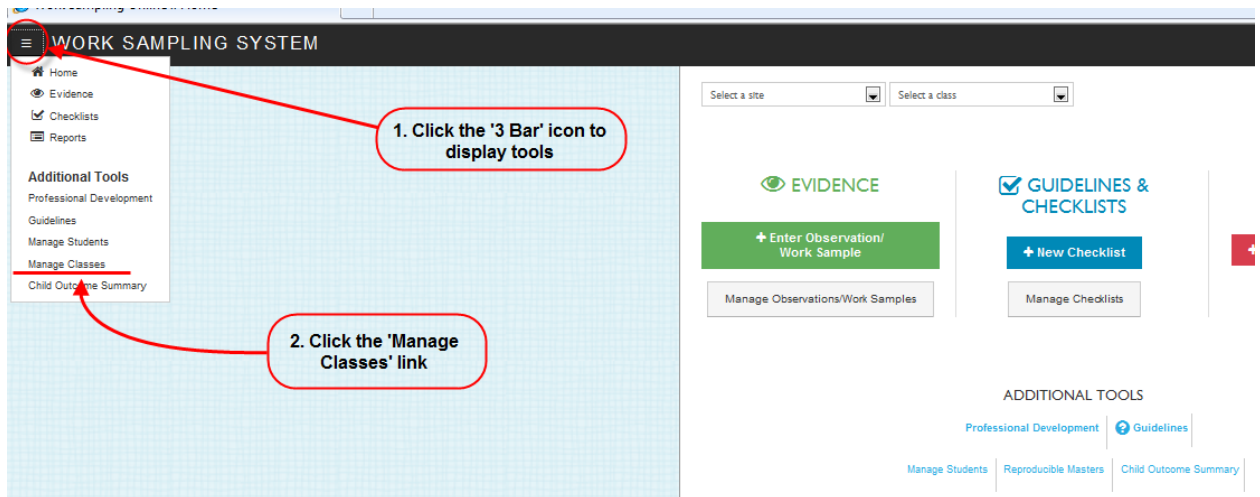 ≡ WORK SAMPLING SYSTEM
Home
Evidence
Checklists
Reports
Additional Tools
Professional Development
Guidelines
Manage Students
Manage Classes
Child Outcome Summary
1. Click the '3 Bar' icon to
display tools
2. Click the 'Manage
Classes' link
Select a site
Select a class
EVIDENCE
+ Enter Observation/
Work Sample
Manage Observations/Work Samples
GUIDELINES &
CHECKLISTS
+ New Checklist
Manage Checklists
+
ADDITIONAL TOOLS
Professional Development
? Guidelines
Manage Students
Reproducible Masters
Child Outcome Summary